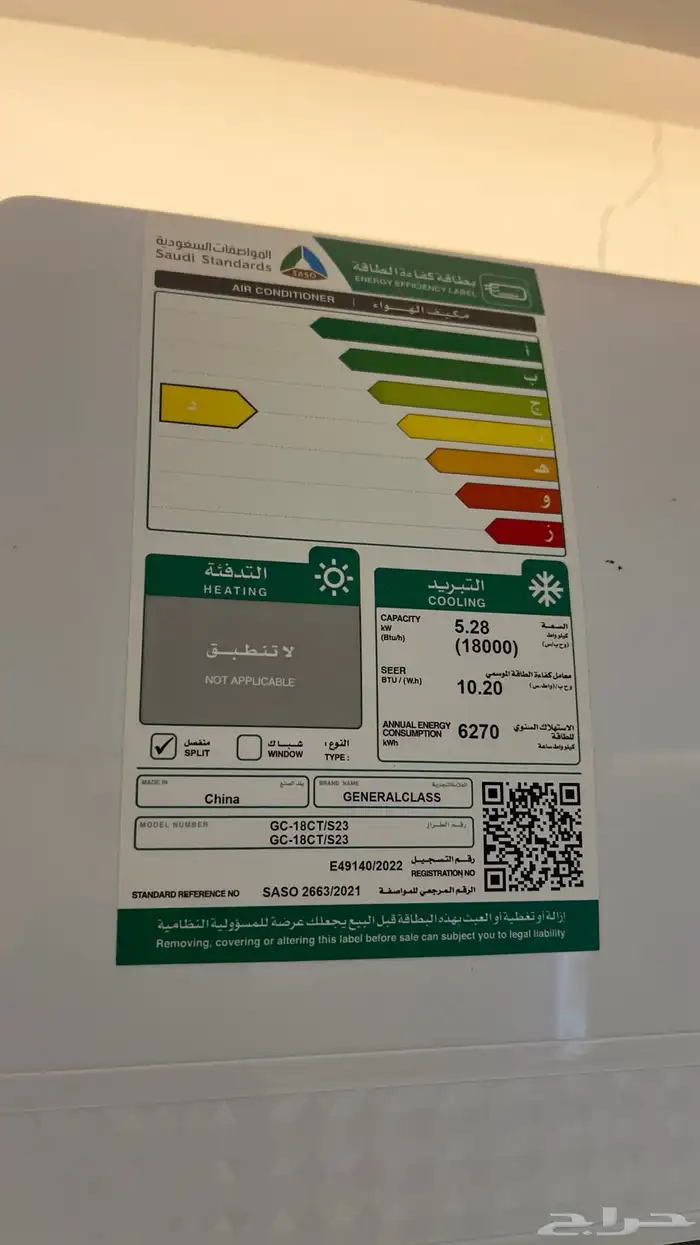 المواصفات السعودية
Saudi Standards
SASO
بطاقة كفاءة الطاقة
ENERGY EFFICIENCY LABEL
AIR CONDITIONER | مكيف الهواء
أ
ب
ج
د
د
هـ
و
ز
التدفئة
HEATING
لا تنطبق
NOT APPLICABLE
منفصل
SPLIT
شباك
WINDOW
النوع:
TYPE:
التبريد
COOLING
CAPACITY 5.28 السعة
kW كيلو واط
(Btu/h) (18000) (و ح ب/س)
SEER معامل كفاءة الطاقة الموسمي
BTU / (W.h) 10.20 و ح ب/(واط.س)
ANNUAL ENERGY الاستهلاك السنوي
CONSUMPTION 6270 للطاقة
kWh كيلو واط ساعة
MADE IN بلد الصنع
China
BRAND NAME العلامة التجارية
GENERALCLASS
MODEL NUMBER GC-18CT/S23 رقم الطراز
GC-18CT/S23
E49140/2022 رقم التسجيل
REGISTRATION NO
STANDARD REFERENCE NO SASO 2663/2021 الرقم المرجعي للمواصفة
إزالة أو تغطية أو العبث بهذه البطاقة قبل البيع يجعلك عرضة للمسؤولية النظامية
Removing, covering or altering this label before sale can subject you to legal liability
حراج